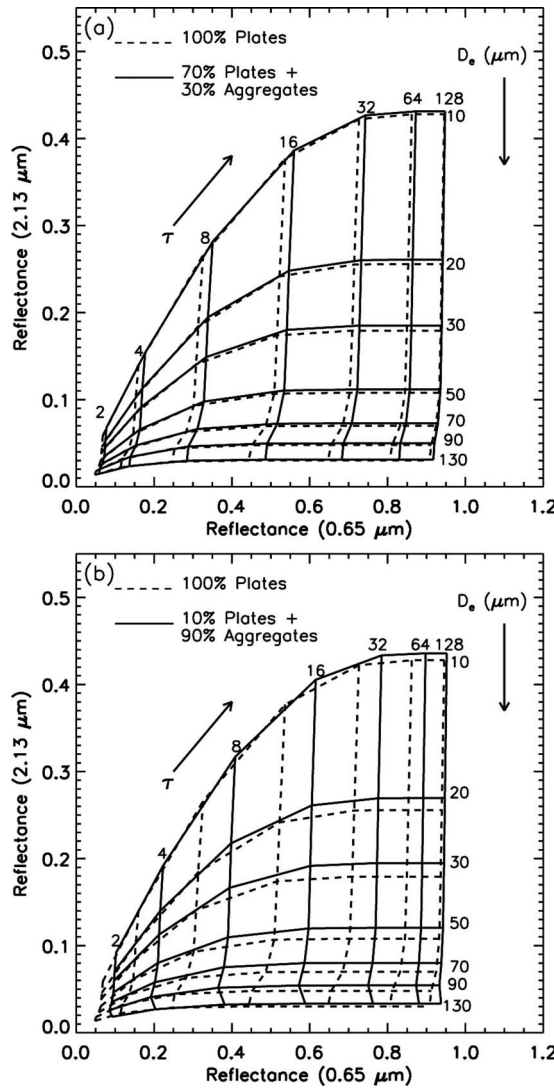 (a)
100% Plates
70% Plates +
30% Aggregates
Dₑ (μm)
τ
2
4
8
16
32
64
128
10
20
30
50
70
90
130
0.5
0.4
0.3
0.2
0.1
0.0
Reflectance (2.13 μm)
0.0 0.2 0.4 0.6 0.8 1.0 1.2
Reflectance (0.65 μm)
(b)
100% Plates
10% Plates +
90% Aggregates
Dₑ (μm)
τ
2
4
8
16
32
64
128
10
20
30
50
70
90
130
0.5
0.4
0.3
0.2
0.1
0.0
Reflectance (2.13 μm)
0.0 0.2 0.4 0.6 0.8 1.0 1.2
Reflectance (0.65 μm)